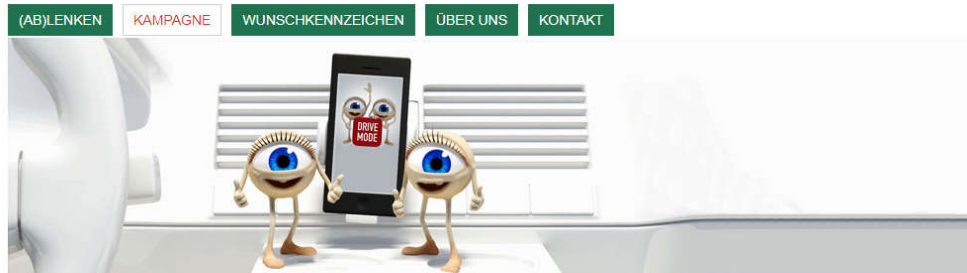 (AB)LENKEN KAMPAGNE WUNSCHKENNZEICHEN ÜBER UNS KONTAKT
DRIVE
MODE